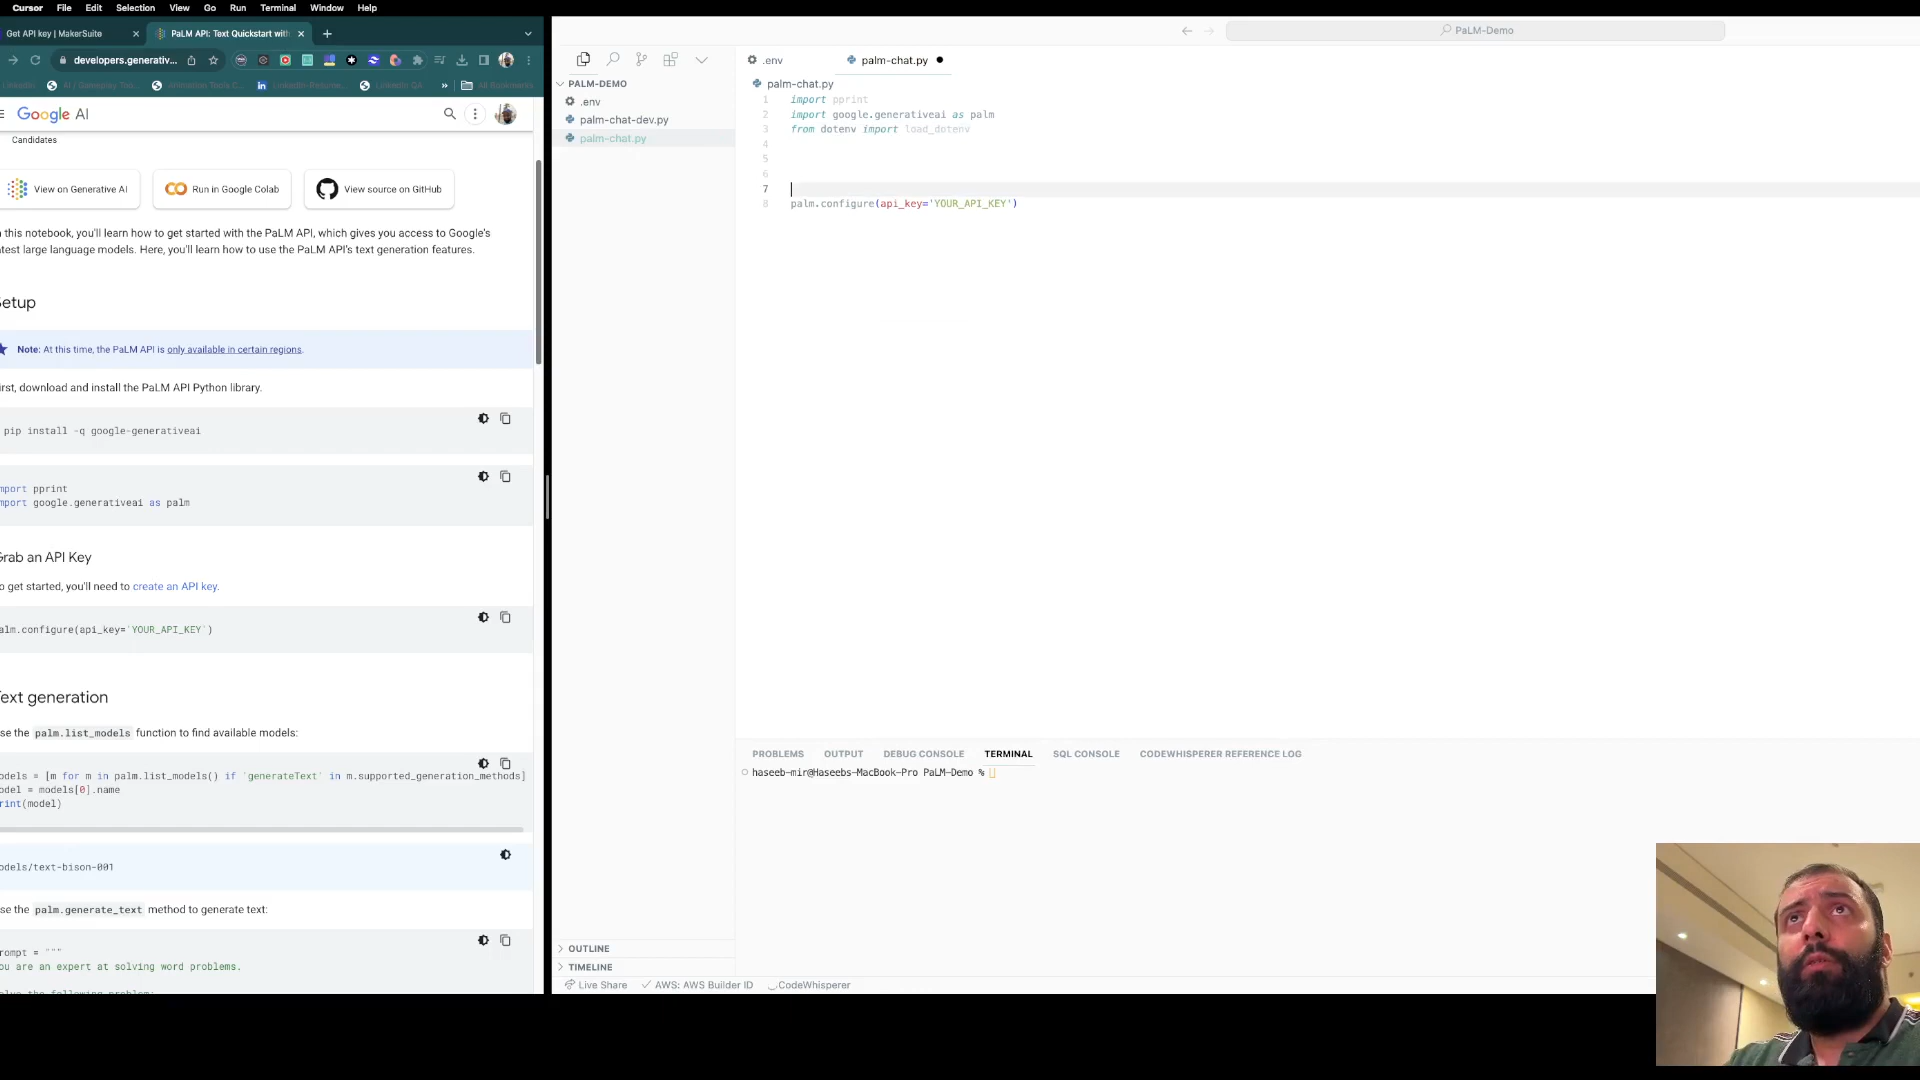 Cursor File Edit Selection View Go Run Terminal Window Help
Get API key | MakerSuite
PaLM API: Text Quickstart with
developers.generativ...
All Bookmarks
Google AI
Candidates
View on Generative AI
Run in Google Colab
View source on GitHub
this notebook, you'll learn how to get started with the PaLM API, which gives you access to Google's
test large language models. Here, you'll learn how to use the PaLM API's text generation features.
etup
Note: At this time, the PaLM API is only available in certain regions.
irst, download and install the PaLM API Python library.
pip install -q google-generativeai
mport pprint
mport google.generativeai as palm
Grab an API Key
o get started, you'll need to create an API key.
alm.configure(api_key='YOUR_API_KEY')
Text generation
se the palm.list_models function to find available models:
odels = [m for m in palm.list_models() if 'generateText' in m.supported_generation_methods]
odel = models[0].name
rint(model)
odels/text-bison-001
se the palm.generate_text method to generate text:
rompt = """
ou are an expert at solving word problems.
PaLM-Demo
PALM-DEMO
.env
palm-chat-dev.py
palm-chat.py
OUTLINE
TIMELINE
.env
palm-chat.py
palm-chat.py
1 import pprint
2 import google.generativeai as palm
3 from dotenv import load_dotenv
4
5
6
7
8 palm.configure(api_key='YOUR_API_KEY')
PROBLEMS OUTPUT DEBUG CONSOLE TERMINAL SQL CONSOLE CODEWHISPERER REFERENCE LOG
haseeb-mir@Haseebs-MacBook-Pro PaLM-Demo %
Live Share AWS: AWS Builder ID CodeWhisperer